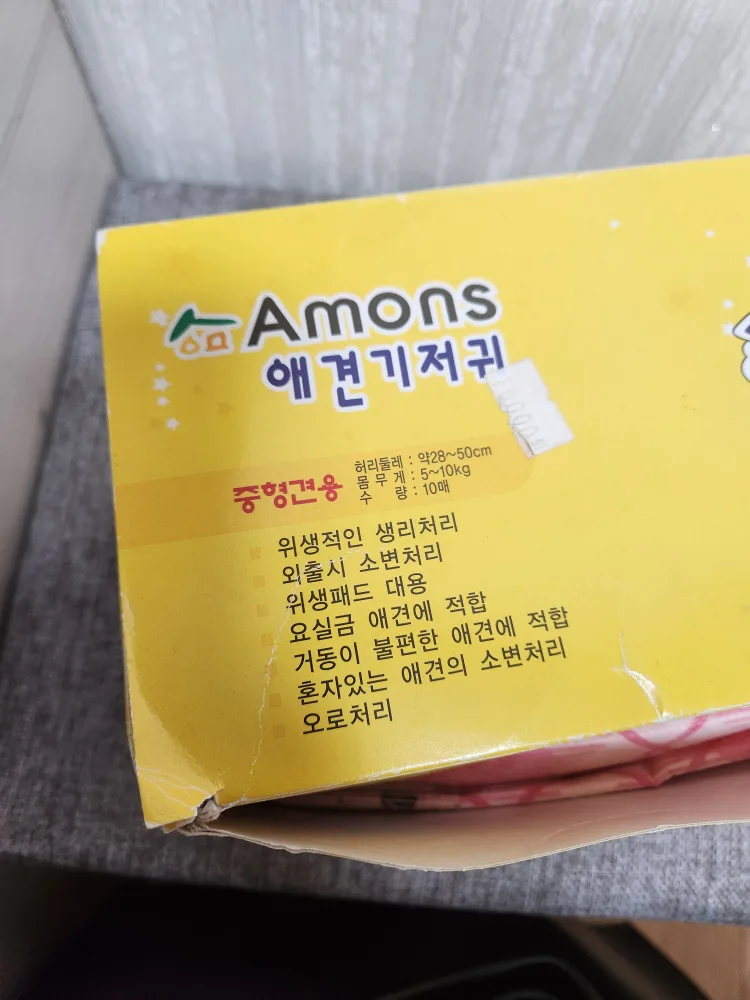 Amons
애견기저귀
중형견용
허리둘레 : 약28~50cm
몸무게 : 5~10kg
수 량 : 10매
위생적인 생리처리
외출시 소변처리
위생패드 대용
요실금 애견에 적합
거동이 불편한 애견에 적합
혼자있는 애견의 소변처리
오로처리